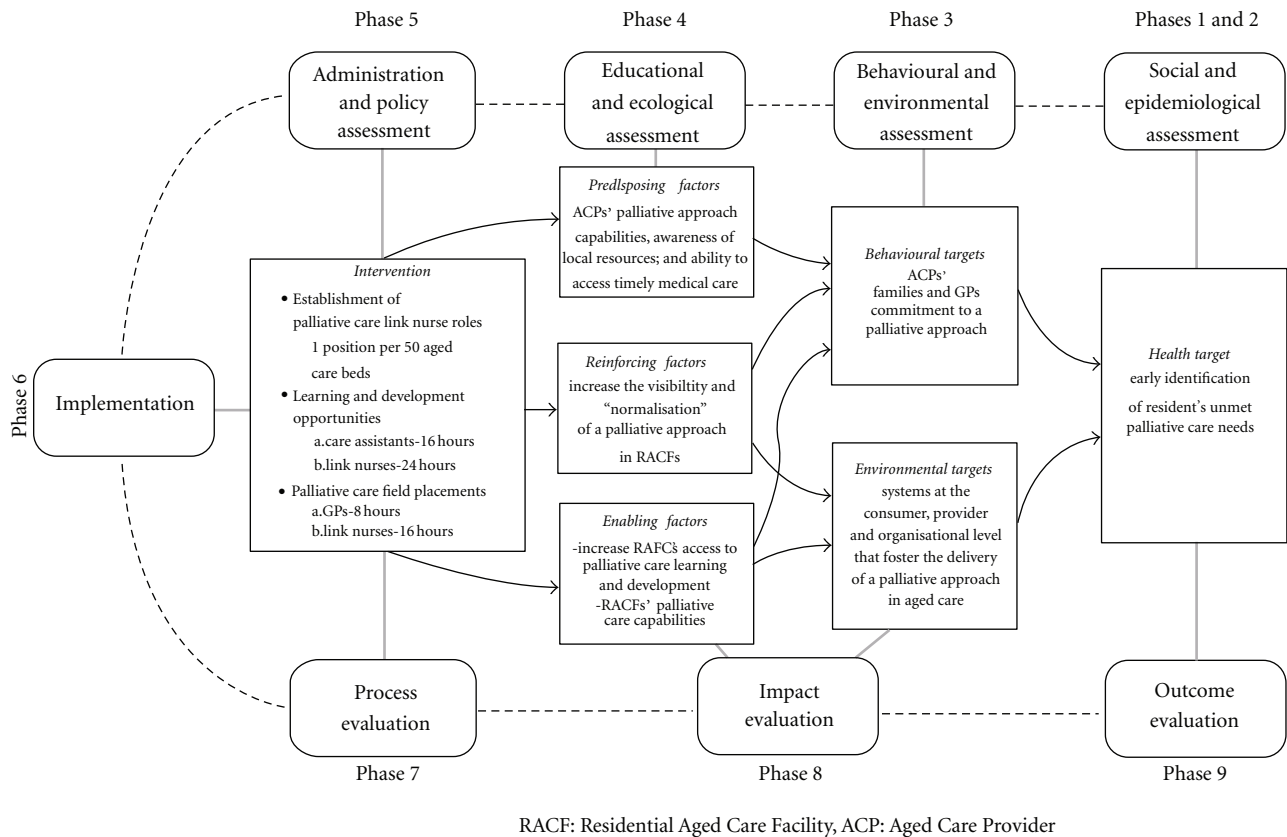 Phase 5
Phase 4
Phase 3
Phases 1 and 2
Administration
and policy
assessment
Educational
and ecological
assessment
Behavioural and
environmental
assessment
Social and
epidemiological
assessment
Predlsposing factors
ACPs’ palliative approach
capabilities, awareness of
local resources; and ability to
access timely medical care
Intervention
• Establishment of
palliative care link nurse roles
1 position per 50 aged
care beds
• Learning and development
opportunities
a.care assistants-16 hours
b.link nurses-24 hours
• Palliative care field placements
a.GPs-8 hours
b.link nurses-16 hours
Behavioural targets
ACPs’
families and GPs
commitment to a
palliative approach
Phase 6
Implementation
Reinforcing factors
increase the visibiltity and
“normalisation”
of a palliative approach
in RACFs
Health target
early identification
of resident’s unmet
palliative care needs
Environmental targets
systems at the
consumer, provider
and organisational level
that foster the delivery
of a palliative approach
in aged care
Enabling factors
-increase RAFC’s access to
palliative care learning
and development
-RACFs’ palliative
care capabilities
Process
evaluation
Impact
evaluation
Outcome
evaluation
Phase 7
Phase 8
Phase 9
RACF: Residential Aged Care Facility, ACP: Aged Care Provider